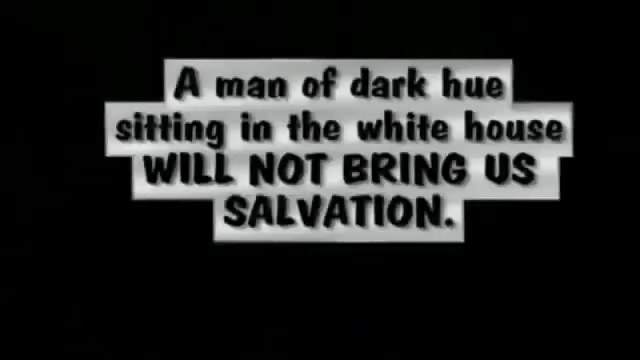 A man of dark hue
sitting in the white house
WILL NOT BRING US
SALVATION.